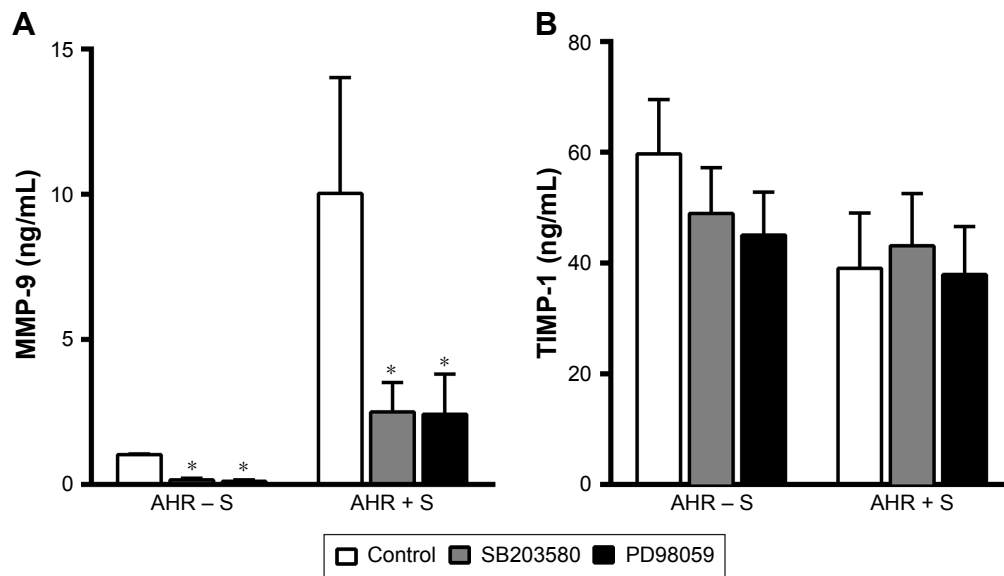 A
MMP-9 (ng/mL)
15
10
5
0
*
*
*
*
AHR – S
AHR + S
B
TIMP-1 (ng/mL)
80
60
40
20
0
AHR – S
AHR + S
Control
SB203580
PD98059